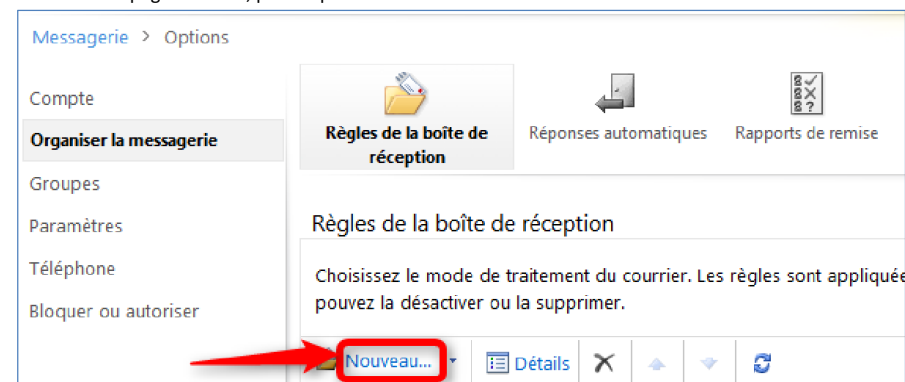 Messagerie > Options
Compte
Organiser la messagerie
Groupes
Paramètres
Téléphone
Bloquer ou autoriser
Règles de la boîte de
réception
Réponses automatiques
Rapports de remise
Règles de la boîte de réception
Choisissez le mode de traitement du courrier. Les règles sont appliquée
pouvez la désactiver ou la supprimer.
Nouveau... Détails